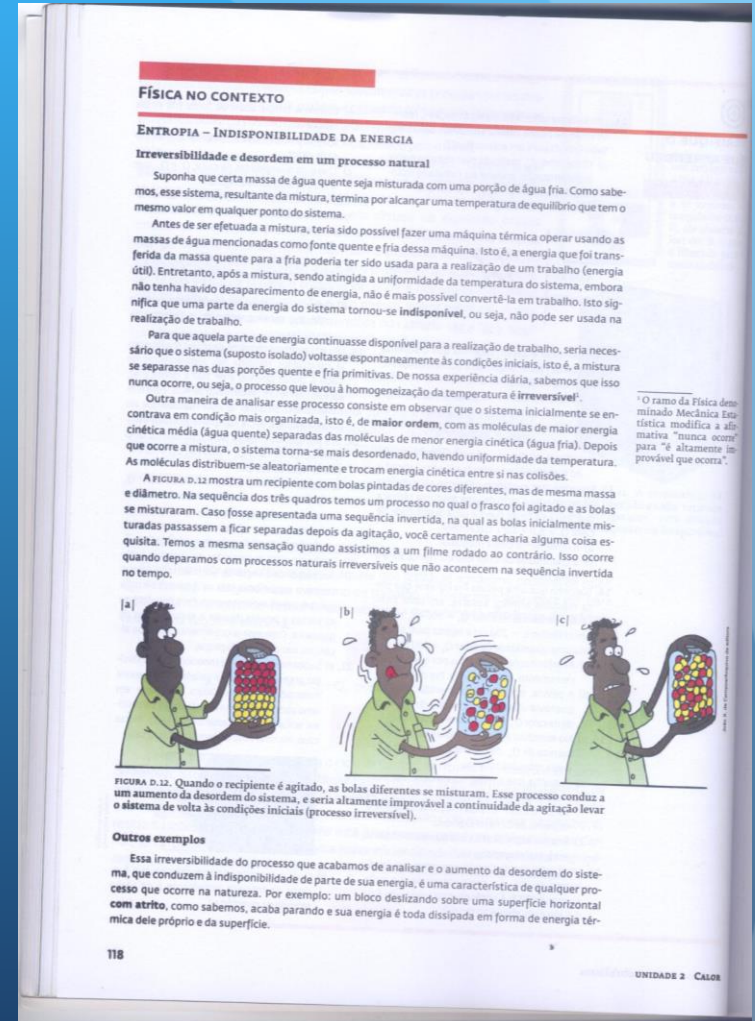 FÍSICA NO CONTEXTO
ENTROPIA – INDISPONIBILIDADE DA ENERGIA
Irreversibilidade e desordem em um processo natural
Suponha que certa massa de água quente seja misturada com uma porção de água fria. Como sabe-
mos, esse sistema, resultante da mistura, termina por alcançar uma temperatura de equilíbrio que tem o
mesmo valor em qualquer ponto do sistema.
Antes de ser efetuada a mistura, teria sido possível fazer uma máquina térmica operar usando as
massas de água mencionadas como fonte quente e fria dessa máquina. Isto é, a energia que foi trans-
ferida da massa quente para a fria poderia ter sido usada para a realização de um trabalho (energia
útil). Entretanto, após a mistura, sendo atingida a uniformidade da temperatura do sistema, embora
não tenha havido desaparecimento de energia, não é mais possível convertê-la em trabalho. Isto sig-
nifica que uma parte da energia do sistema tornou-se indisponível, ou seja, não pode ser usada na
realização de trabalho.
Para que aquela parte de energia continuasse disponível para a realização de trabalho, seria neces-
sário que o sistema (suposto isolado) voltasse espontaneamente às condições iniciais, isto é, a mistura
se separasse nas duas porções quente e fria primitivas. De nossa experiência diária, sabemos que isso
nunca ocorre, ou seja, o processo que levou à homogeneização da temperatura é irreversível¹.
Outra maneira de analisar esse processo consiste em observar que o sistema inicialmente se en-
contrava em condição mais organizada, isto é, de maior ordem, com as moléculas de maior energia
cinética média (água quente) separadas das moléculas de menor energia cinética (água fria). Depois
que ocorre a mistura, o sistema torna-se mais desordenado, havendo uniformidade da temperatura.
As moléculas distribuem-se aleatoriamente e trocam energia cinética entre si nas colisões.
A FIGURA D.12 mostra um recipiente com bolas pintadas de cores diferentes, mas de mesma massa
e diâmetro. Na sequência dos três quadros temos um processo no qual o frasco foi agitado e as bolas
se misturaram. Caso fosse apresentada uma sequência invertida, na qual as bolas inicialmente mis-
turadas passassem a ficar separadas depois da agitação, você certamente acharia alguma coisa es-
quisita. Temos a mesma sensação quando assistimos a um filme rodado ao contrário. Isso ocorre
quando deparamos com processos naturais irreversíveis que não acontecem na sequência invertida
no tempo.
¹ O ramo da Física deno
minado Mecânica Esta
tística modifica a afir
mativa "nunca ocorre"
para "é altamente im
provável que ocorra".
|a|
|b|
|c|
FIGURA D.12. Quando o recipiente é agitado, as bolas diferentes se misturam. Esse processo conduz a
um aumento da desordem do sistema, e seria altamente improvável a continuidade da agitação levar
o sistema de volta às condições iniciais (processo irreversível).
Outros exemplos
Essa irreversibilidade do processo que acabamos de analisar e o aumento da desordem do siste-
ma, que conduzem à indisponibilidade de parte de sua energia, é uma característica de qualquer pro-
cesso que ocorre na natureza. Por exemplo: um bloco deslizando sobre uma superfície horizontal
com atrito, como sabemos, acaba parando e sua energia é toda dissipada em forma de energia tér-
mica dele próprio e da superfície.
118
UNIDADE 2 CALOR